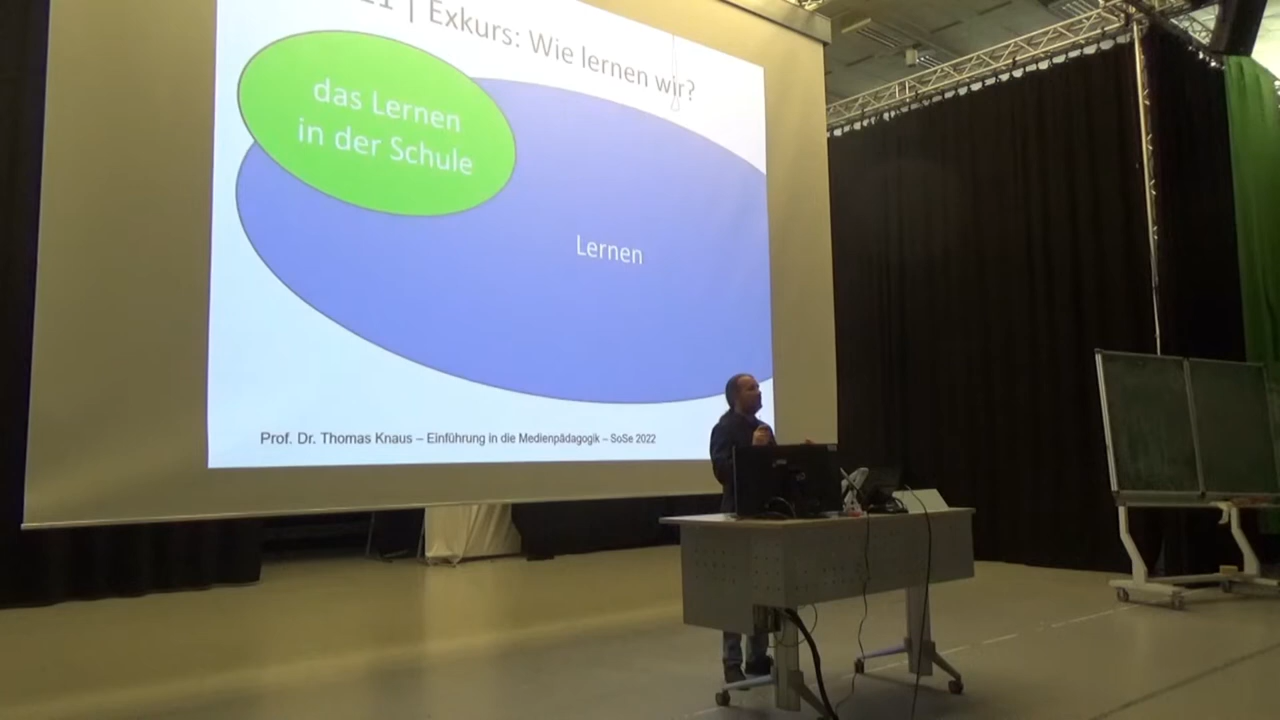 11 | Exkurs: Wie lernen wir?
das Lernen
in der Schule
Lernen
Prof. Dr. Thomas Knaus – Einführung in die Medienpädagogik – SoSe 2022